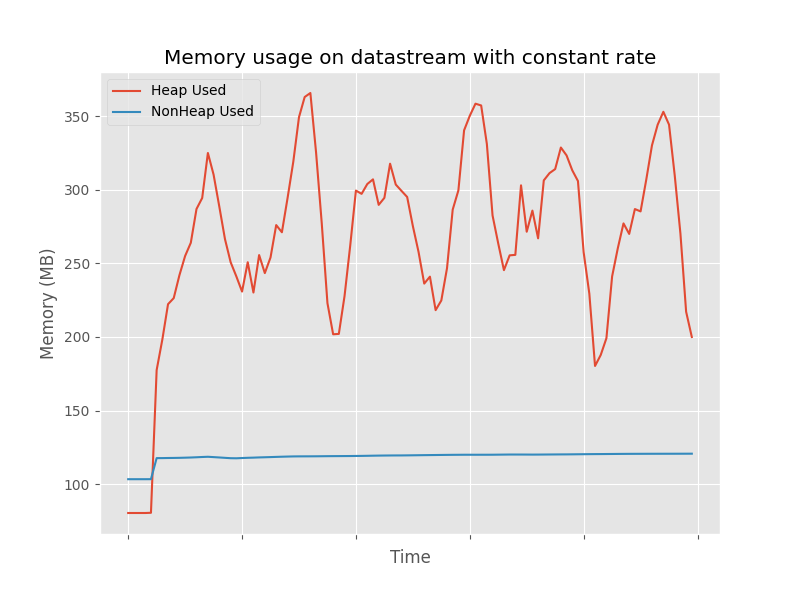 Memory usage on datastream with constant rate
Heap Used
NonHeap Used
350
300
250
200
150
100
Memory (MB)
Time